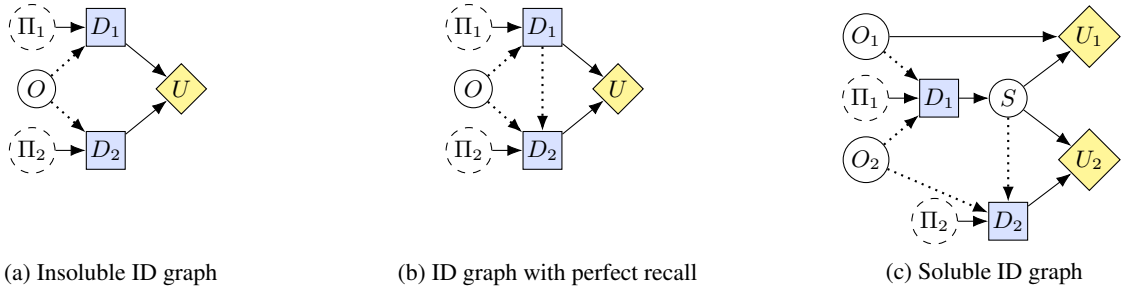 Π₁
D₁
O
U
Π₂
D₂
(a) Insoluble ID graph
Π₁
D₁
O
U
Π₂
D₂
(b) ID graph with perfect recall
O₁
U₁
Π₁
D₁
S
O₂
U₂
Π₂
D₂
(c) Soluble ID graph